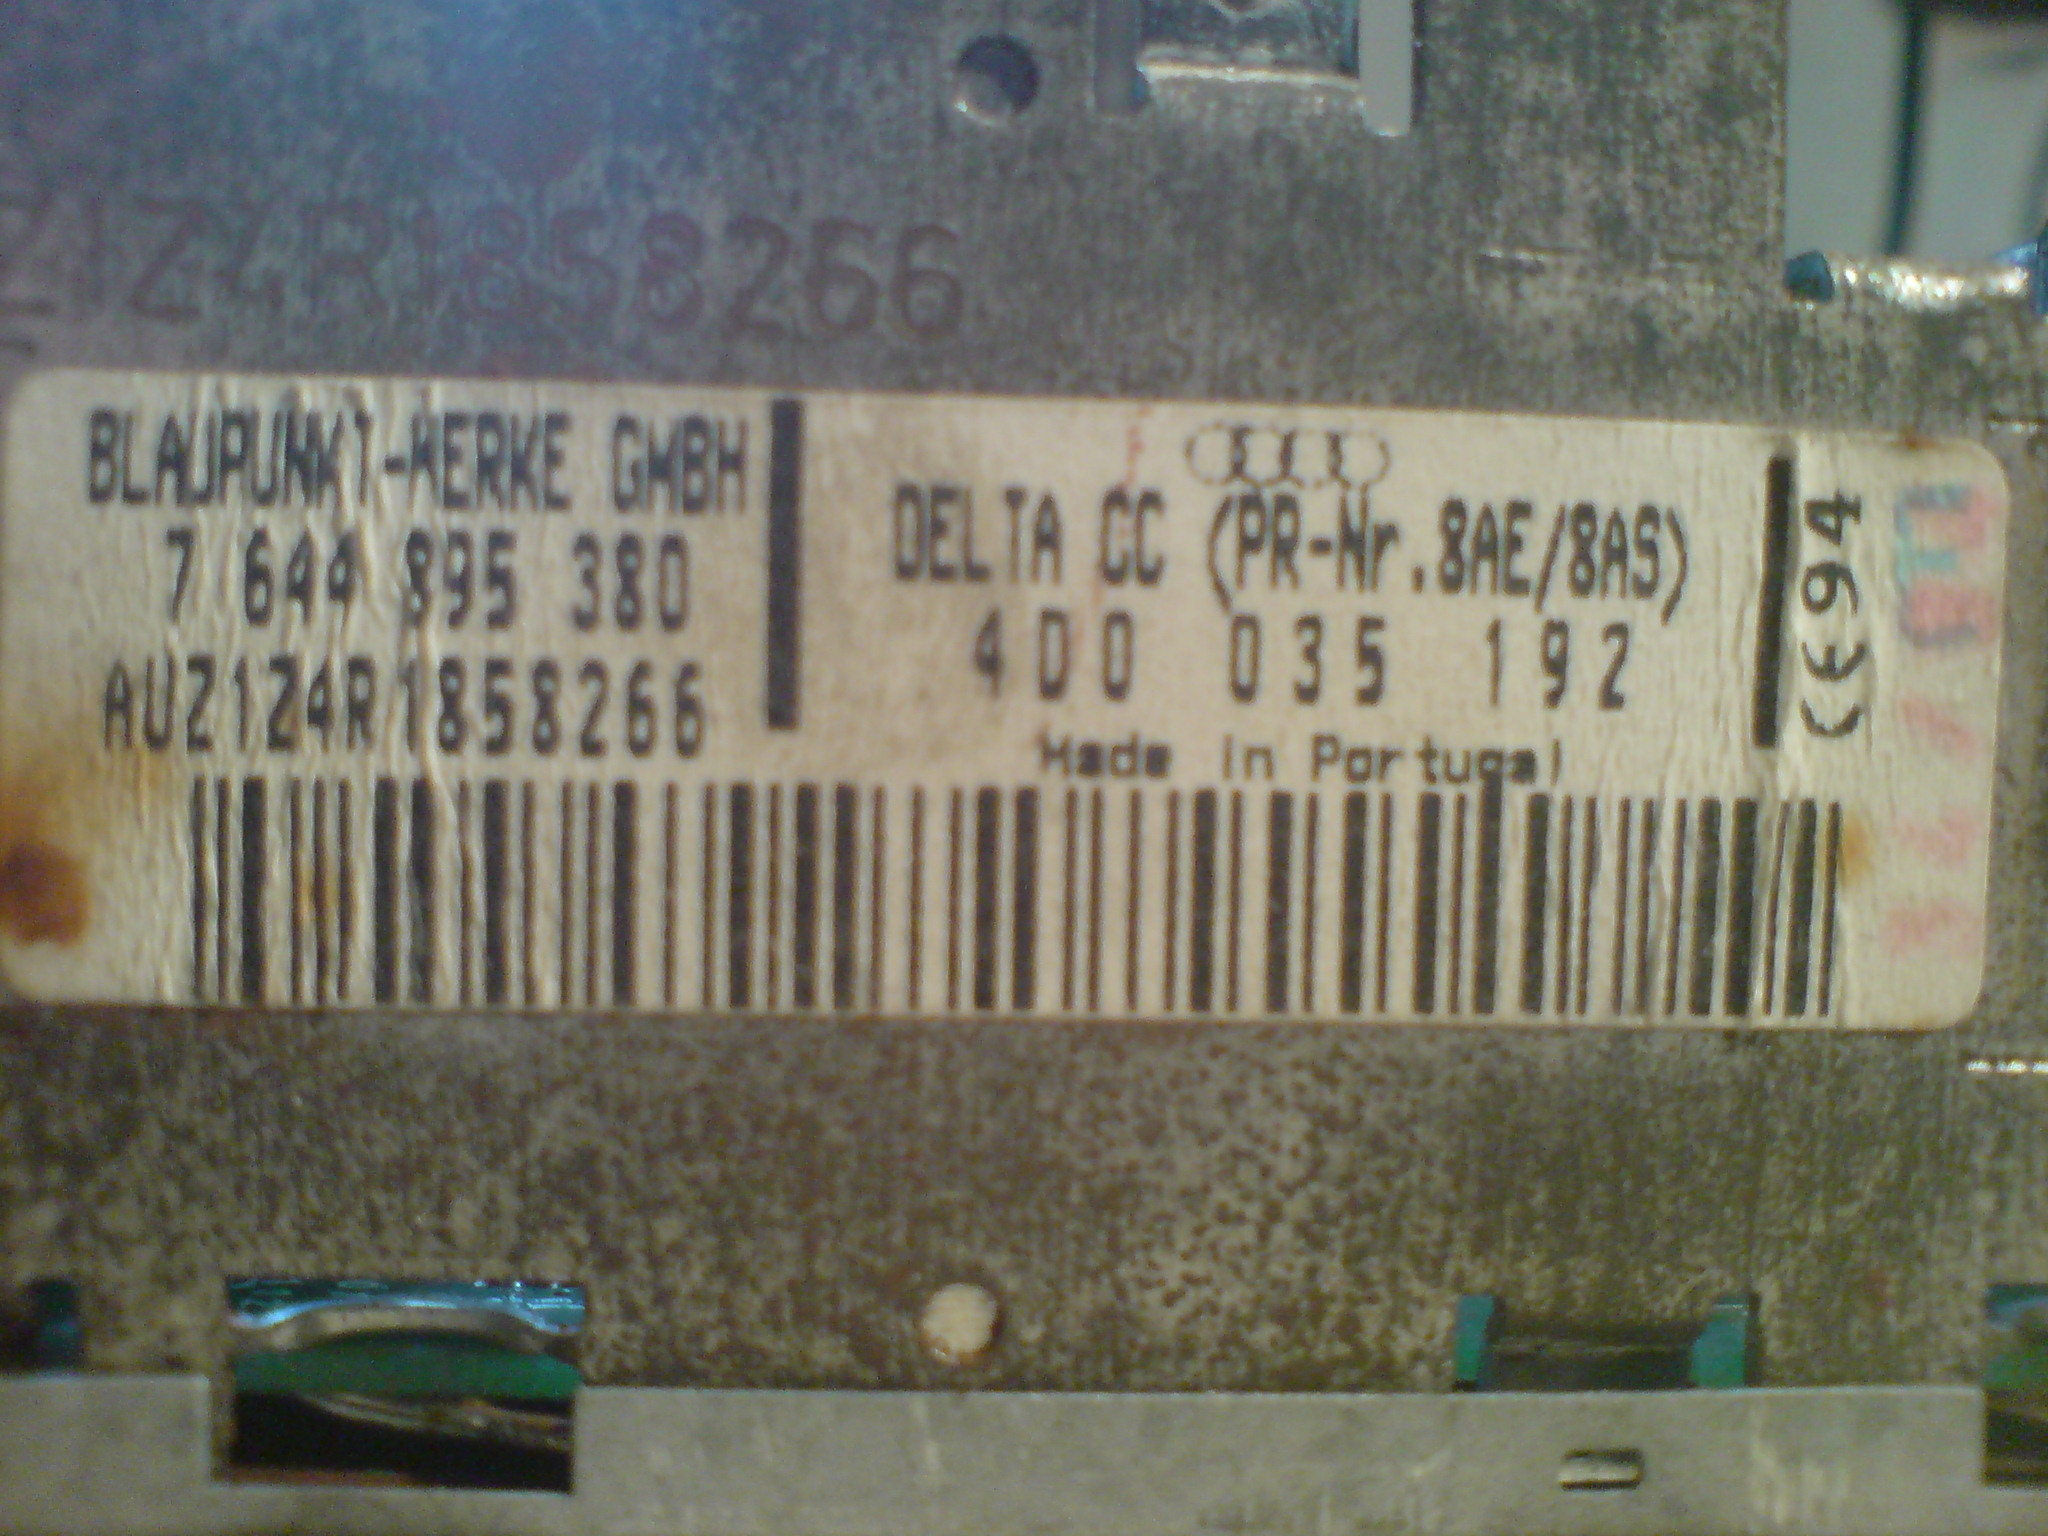 Z1Z4R1858266
BLAUPUNKT-WERKE GMBH
7 644 895 380
AUZ1Z4R1858266
DELTA CC (PR-Nr.8AE/8AS)
4D0 035 192
Made in Portugal
CE94